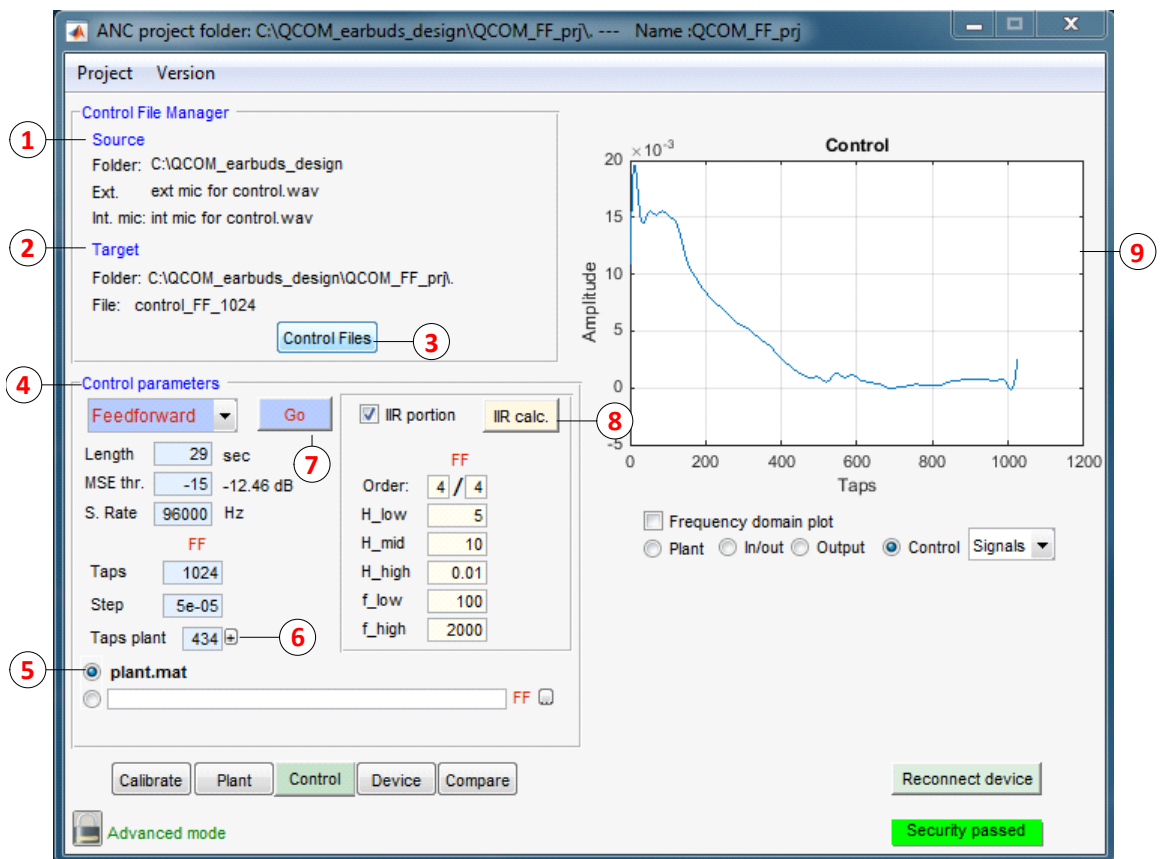 ANC project folder: C:\QCOM_earbuds_design\QCOM_FF_prj\. --- Name :QCOM_FF_prj
Project Version
Control File Manager
1
Source
Folder: C:\QCOM_earbuds_design
Ext. ext mic for control.wav
Int. mic: int mic for control.wav
2
Target
Folder: C:\QCOM_earbuds_design\QCOM_FF_prj\.
File: control_FF_1024
Control Files
3
4
Control parameters
Feedforward Go
7
Length 29 sec
MSE thr. -15 -12.46 dB
S. Rate 96000 Hz
FF
Taps 1024
Step 5e-05
Taps plant 434 +
6
IIR portion IIR calc.
8
FF
Order: 4 / 4
H_low 5
H_mid 10
H_high 0.01
f_low 100
f_high 2000
5
plant.mat
FF ...
Control
×10⁻³
20
15
10
5
0
-5
Amplitude
0 200 400 600 800 1000 1200
Taps
9
Frequency domain plot
Plant In/out Output Control Signals
Calibrate Plant Control Device Compare
Reconnect device
Advanced mode
Security passed